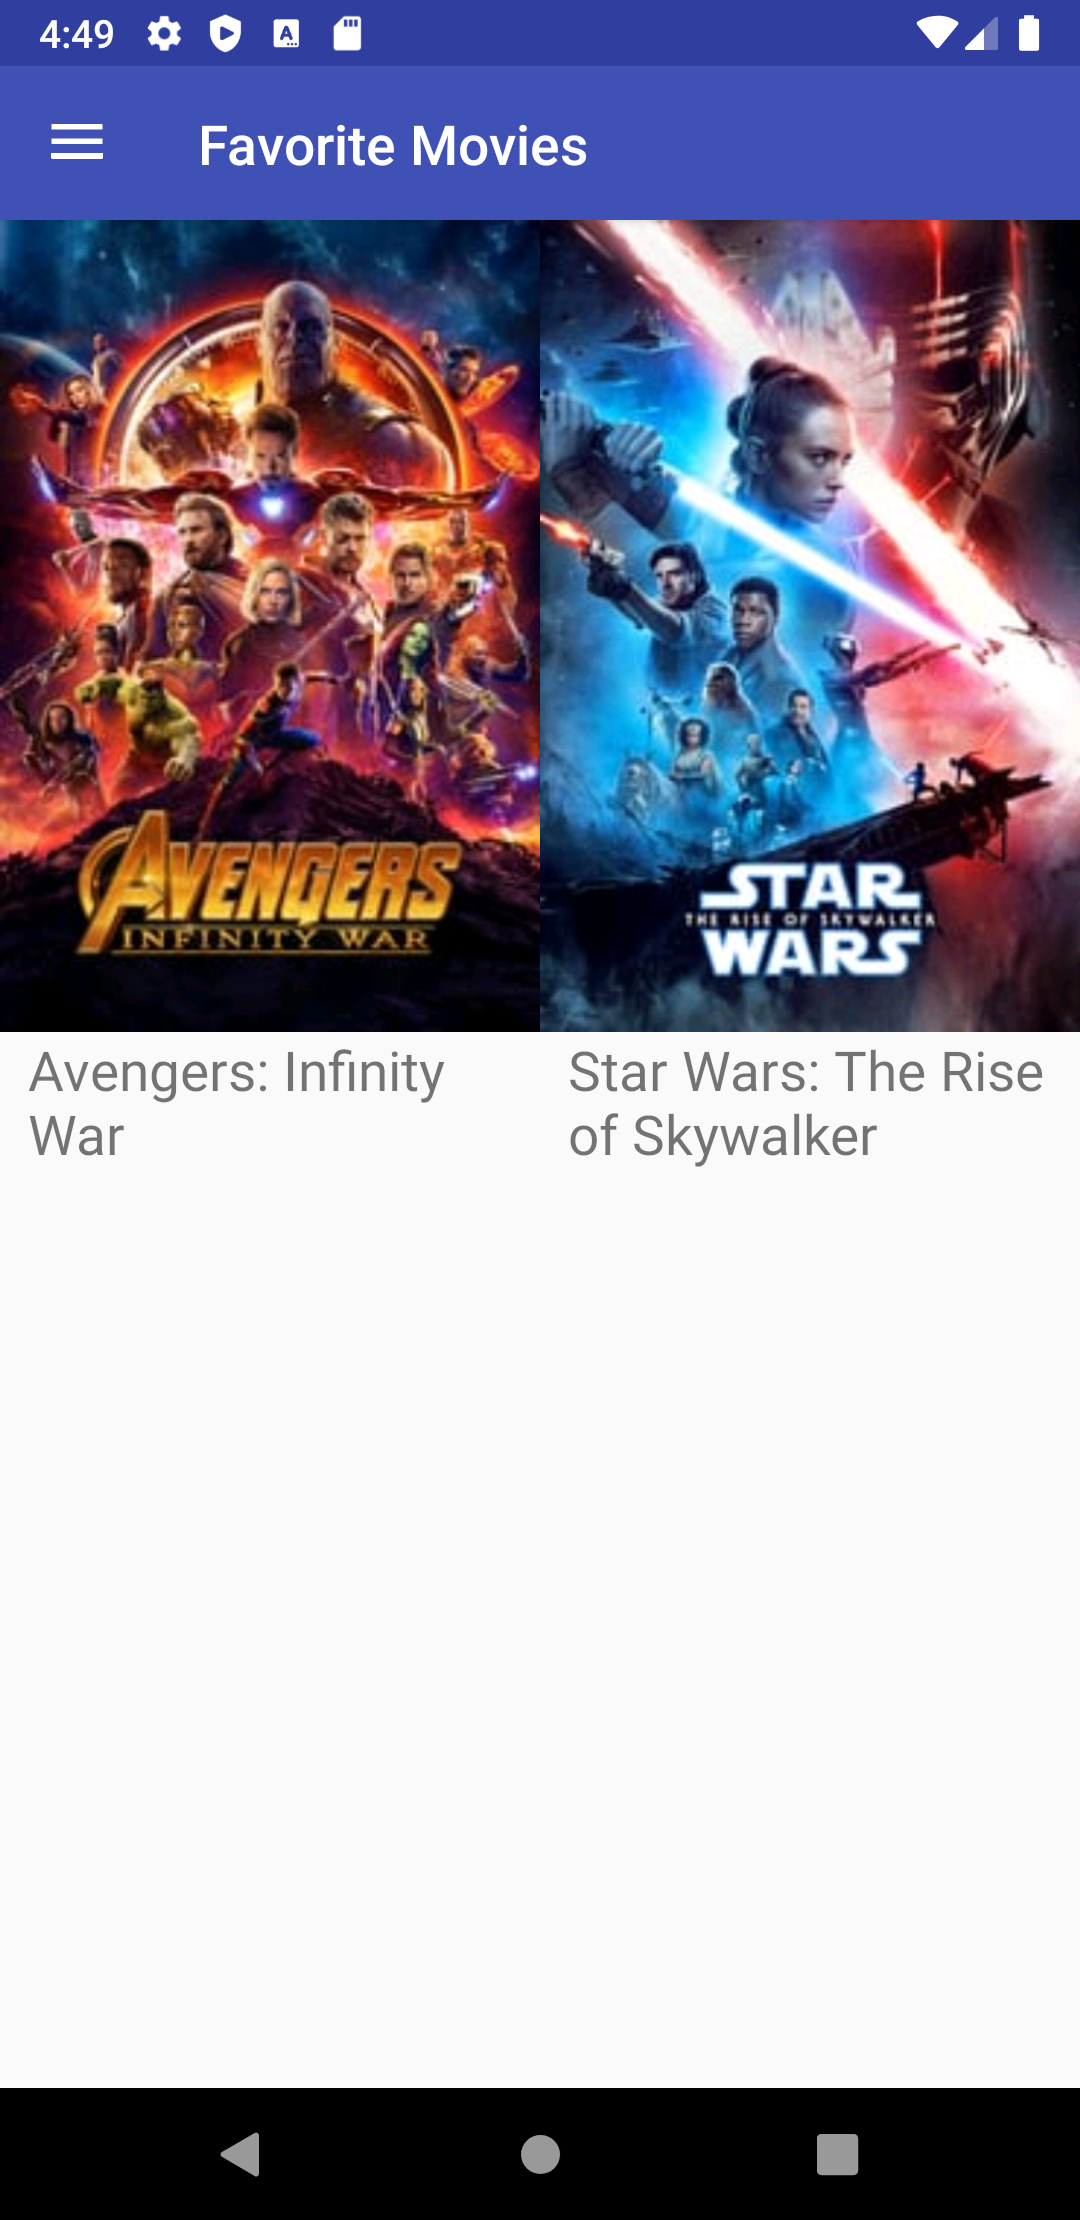 4:49
Favorite Movies
AVENGERS
INFINITY WAR
STAR
THE RISE OF SKYWALKER
WARS
Avengers: Infinity
War
Star Wars: The Rise
of Skywalker